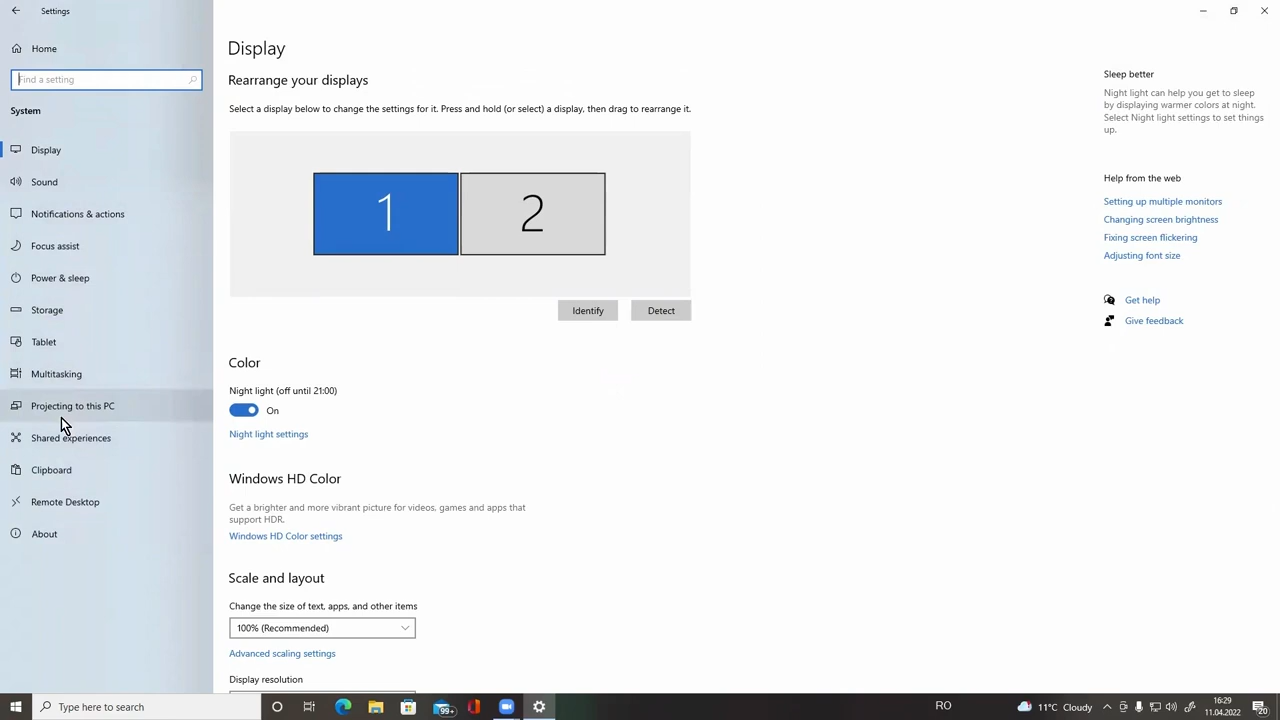 Settings
Home
Find a setting
System
Display
Sound
Notifications & actions
Focus assist
Power & sleep
Storage
Tablet
Multitasking
Projecting to this PC
Shared experiences
Clipboard
Remote Desktop
About
Display
Rearrange your displays
Select a display below to change the settings for it. Press and hold (or select) a display, then drag to rearrange it.
1
2
Identify
Detect
Color
Night light (off until 21:00)
On
Night light settings
Windows HD Color
Get a brighter and more vibrant picture for videos, games and apps that
support HDR.
Windows HD Color settings
Scale and layout
Change the size of text, apps, and other items
100% (Recommended)
Advanced scaling settings
Display resolution
Sleep better
Night light can help you get to sleep
by displaying warmer colors at night.
Select Night light settings to set things
up.
Help from the web
Setting up multiple monitors
Changing screen brightness
Fixing screen flickering
Adjusting font size
Get help
Give feedback
Type here to search
99+
RO
11°C Cloudy
16:29
11.04.2022
20